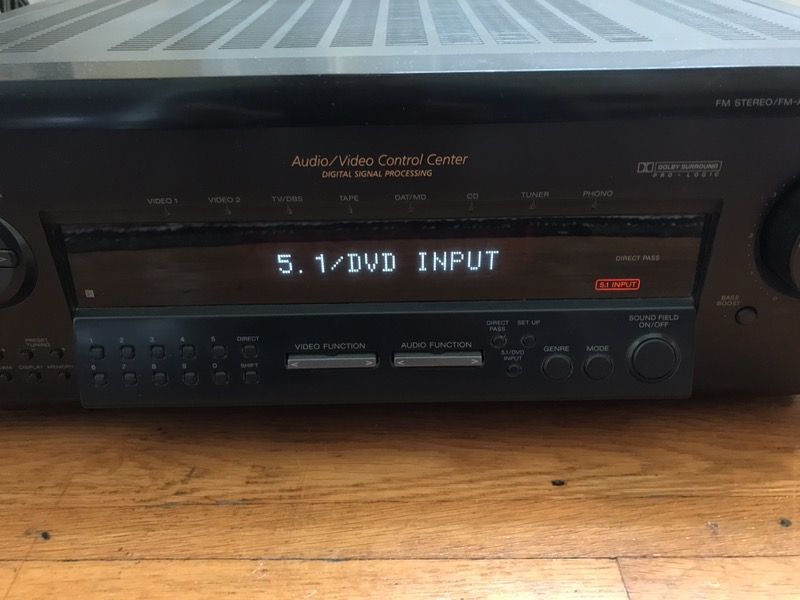 FM STEREO/FM-A
Audio/Video Control Center
DIGITAL SIGNAL PROCESSING
DOLBY SURROUND
PRO·LOGIC
VIDEO 1 VIDEO 2 TV/DBS TAPE DAT/MD CD TUNER PHONO
5.1/DVD INPUT
DIRECT PASS
5.1 INPUT
BASS
BOOST
SOUND FIELD
ON/OFF
PRESET
TUNING
1 2 3 4 5 DIRECT
VIDEO FUNCTION
AUDIO FUNCTION
DIRECT
PASS
SET UP
5.1/DVD
INPUT
GENRE
MODE
DISPLAY
MEMORY
6 7 8 9 0 SHIFT